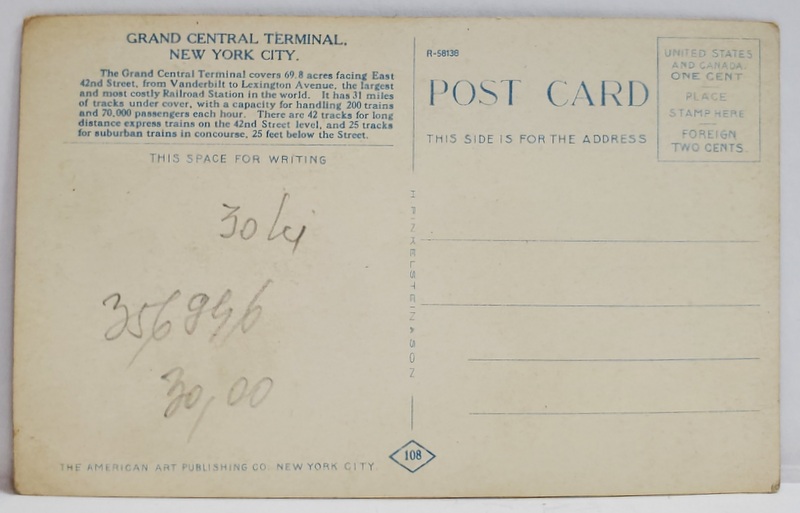 GRAND CENTRAL TERMINAL,
NEW YORK CITY.
The Grand Central Terminal covers 69.8 acres facing East
42nd Street, from Vanderbilt to Lexington Avenue, the largest
and most costly Railroad Station in the world. It has 31 miles
of tracks under cover, with a capacity for handling 200 trains
and 70,000 passengers each hour. There are 42 tracks for long
distance express trains on the 42nd Street level, and 25 tracks
for suburban trains in concourse, 25 feet below the Street.
THIS SPACE FOR WRITING
30
30,00
THE AMERICAN ART PUBLISHING CO. NEW YORK CITY.
H FINKELSTEIN & SON
108
R-58138
POST CARD
THIS SIDE IS FOR THE ADDRESS
UNITED STATES
AND CANADA
ONE CENT
PLACE
STAMP HERE
FOREIGN
TWO CENTS